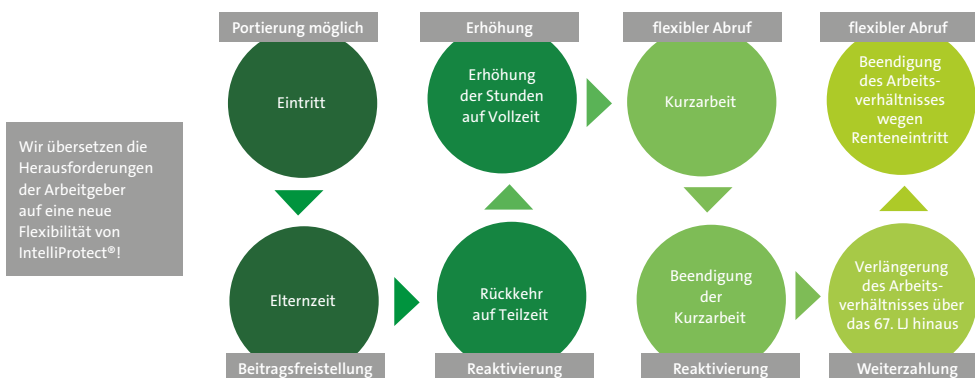 Portierung möglich
Eintritt
Erhöhung
Erhöhung
der Stunden
auf Vollzeit
flexibler Abruf
Kurzarbeit
flexibler Abruf
Beendigung
des Arbeits-
verhältnisses
wegen
Renteneintritt
Wir übersetzen die
Herausforderungen
der Arbeitgeber
auf eine neue
Flexibilität von
IntelliProtect®!
Elternzeit
Beitragsfreistellung
Rückkehr
auf Teilzeit
Reaktivierung
Beendigung
der
Kurzarbeit
Reaktivierung
Verlängerung
des Arbeits-
verhältnisses über
das 67. LJ hinaus
Weiterzahlung